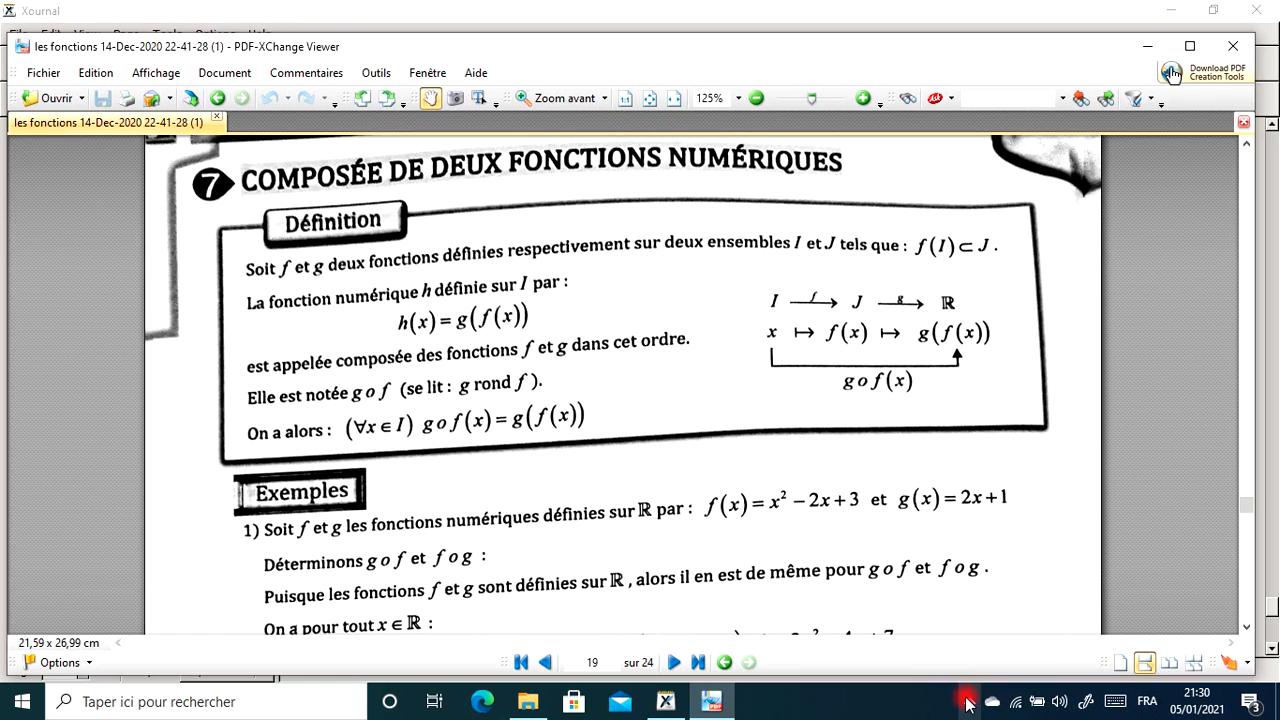 Xournal
les fonctions 14-Dec-2020 22-41-28 (1) - PDF-XChange Viewer
Fichier Edition Affichage Document Commentaires Outils Fenêtre Aide
Download PDF
Creation Tools
Ouvrir Zoom avant 125%
les fonctions 14-Dec-2020 22-41-28 (1)
7 COMPOSÉE DE DEUX FONCTIONS NUMÉRIQUES
Définition
Soit f et g deux fonctions définies respectivement sur deux ensembles I et J tels que : f(I)⊂J.
La fonction numérique h définie sur I par :
h(x)=g(f(x))
est appelée composée des fonctions f et g dans cet ordre.
Elle est notée g o f (se lit : g rond f ).
On a alors : (∀x∈I) g o f(x)=g(f(x))
I f→ J g→ ℝ
x ↦ f(x) ↦ g(f(x))
g o f(x)
Exemples
1) Soit f et g les fonctions numériques définies sur ℝ par : f(x)=x²−2x+3 et g(x)=2x+1
Déterminons g o f et f o g :
Puisque les fonctions f et g sont définies sur ℝ, alors il en est de même pour g o f et f o g.
On a pour tout x∈ℝ :
21,59 x 26,99 cm
Options 19 sur 24
Taper ici pour rechercher
FRA
21:30
05/01/2021
3